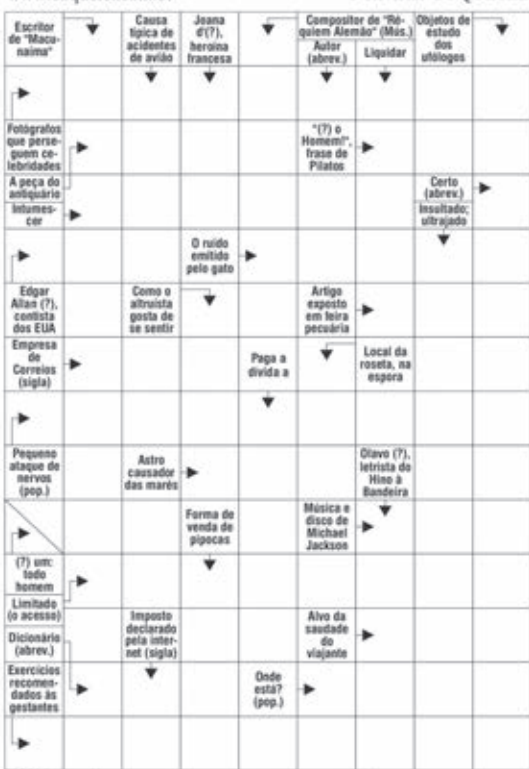 Escritor
de "Macu-
naíma"
Causa
típica de
acidentes
de avião
Joana
d'(?),
heroína
francesa
Compositor de "Ré-
quiem Alemão" (Mús.)
Autor
(abrev.)
Liquidar
Objetos de
estudo
dos
ufólogos
Fotógrafos
que perse-
guem ce-
lebridades
"(?) o
Homem!",
frase de
Pilatos
A peça do
antiquário
Intumes-
cer
Certo
(abrev.)
Insultado;
ultrajado
O ruído
emitido
pelo gato
Edgar
Allan (?),
contista
dos EUA
Como o
altruísta
gosta de
se sentir
Artigo
exposto
em feira
pecuária
Empresa
de
Correios
(sigla)
Paga a
dívida a
Local da
roseta, na
espora
Pequeno
ataque de
nervos
(pop.)
Astro
causador
das marés
Olavo (?),
letrista do
Hino à
Bandeira
Forma de
venda de
pipocas
Música e
disco de
Michael
Jackson
(?) um:
todo
homem
Limitado
(o acesso)
Dicionário
(abrev.)
Imposto
declarado
pela inter-
net (sigla)
Alvo da
saudade
do
viajante
Exercícios
recomen-
dados às
gestantes
Onde
está?
(pop.)